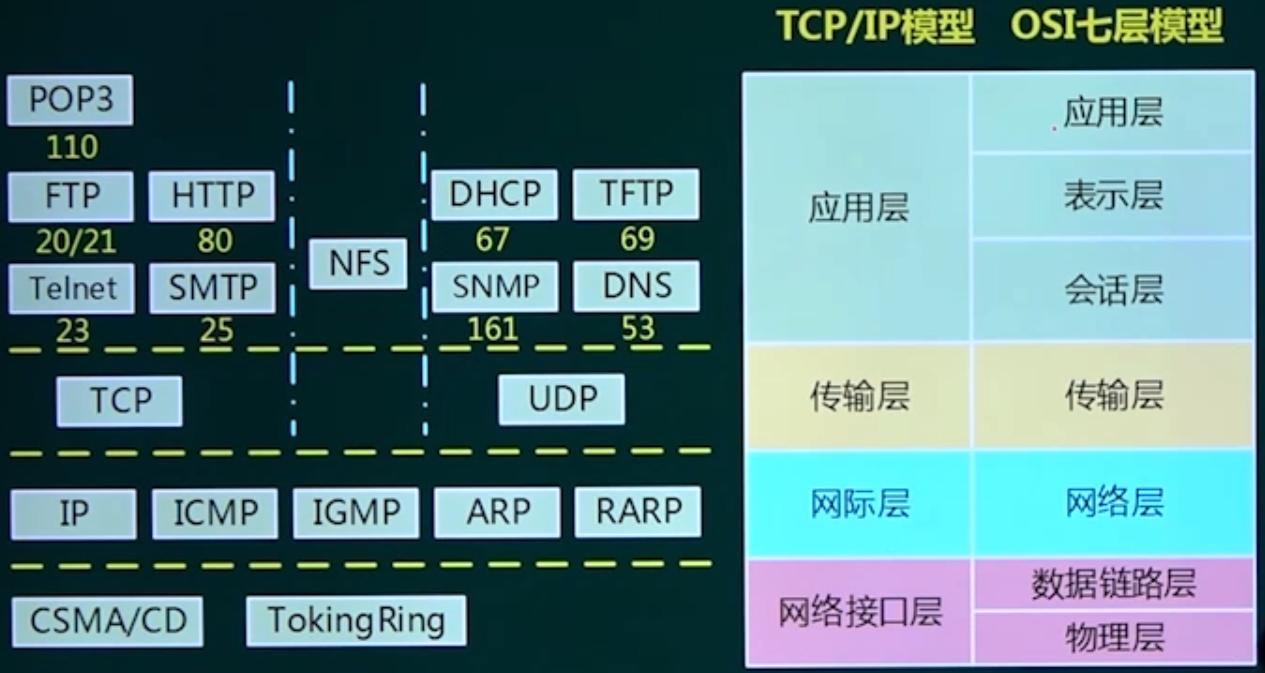 TCP/IP模型 OSI七层模型
POP3
110
FTP HTTP DHCP TFTP
20/21 80 67 69
NFS
Telnet SMTP SNMP DNS
23 25 161 53
TCP UDP
IP ICMP IGMP ARP RARP
CSMA/CD TokingRing
应用层 应用层
表示层
会话层
传输层 传输层
网际层 网络层
网络接口层 数据链路层
物理层